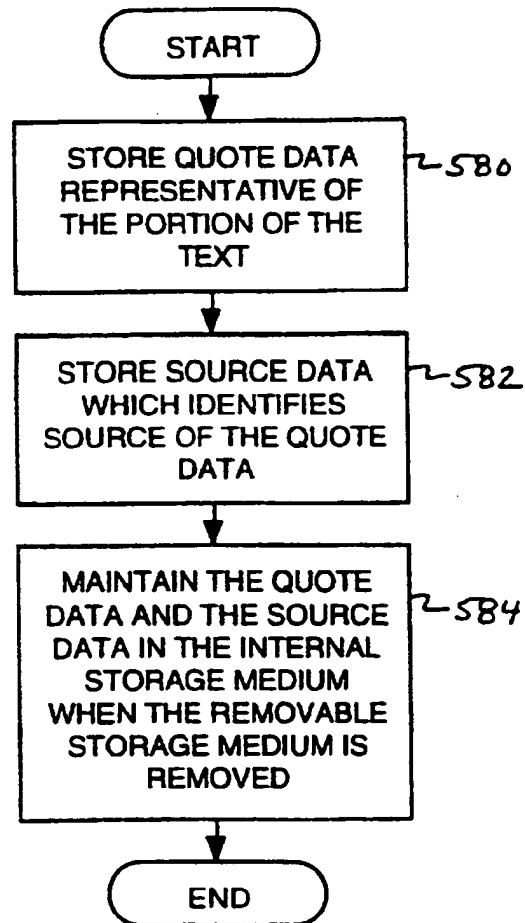 START
STORE QUOTE DATA
REPRESENTATIVE OF
THE PORTION OF THE
TEXT
580
STORE SOURCE DATA
WHICH IDENTIFIES
SOURCE OF THE QUOTE
DATA
582
MAINTAIN THE QUOTE
DATA AND THE SOURCE
DATA IN THE INTERNAL
STORAGE MEDIUM
WHEN THE REMOVABLE
STORAGE MEDIUM IS
REMOVED
584
END